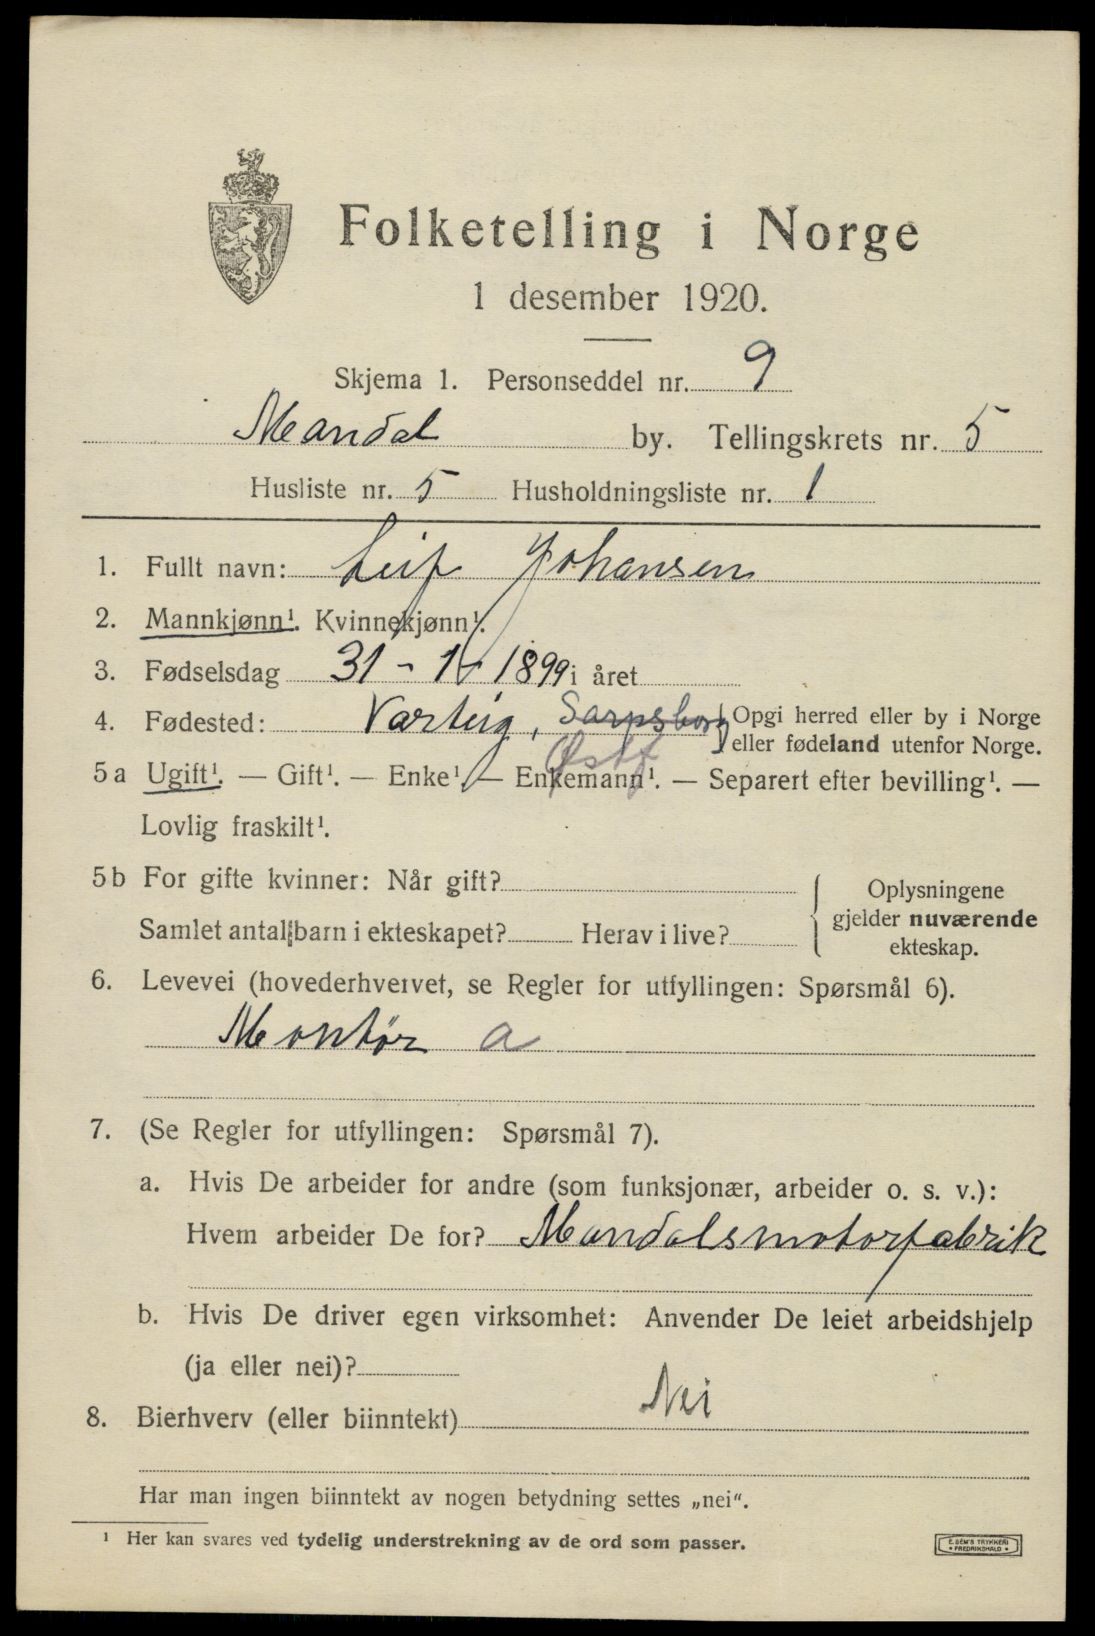 Folketelling i Norge
1 desember 1920.
Skjema 1. Personseddel nr. 9
Mandal by. Tellingskrets nr. 5
Husliste nr. 5 Husholdningsliste nr. 1
1. Fullt navn: Leif Johansen
2. Mannkjønn¹. Kvinnekjønn¹.
3. Fødselsdag 31 - 1 - 1899 i året
4. Fødested: Varteig, Sarpsborg { Opgi herred eller by i Norge
eller fødeland utenfor Norge.
Østf
5 a Ugift¹. — Gift¹. — Enke¹. — Enkemann¹. — Separert efter bevilling¹. —
Lovlig fraskilt¹.
5 b For gifte kvinner: Når gift?
Samlet antall barn i ekteskapet? Herav i live?
Oplysningene
gjelder nuværende
ekteskap.
6. Levevei (hovederhvervet, se Regler for utfyllingen: Spørsmål 6).
Montør a
7. (Se Regler for utfyllingen: Spørsmål 7).
a. Hvis De arbeider for andre (som funksjonær, arbeider o. s. v.):
Hvem arbeider De for? Mandalsmotorfabrik
b. Hvis De driver egen virksomhet: Anvender De leiet arbeidshjelp
(ja eller nei)?
8. Bierhverv (eller biinntekt) Nei
Har man ingen biinntekt av nogen betydning settes „nei“.
¹ Her kan svares ved tydelig understrekning av de ord som passer.
E. SEM'S TRYKKERI
• FREDRIKSHALD •